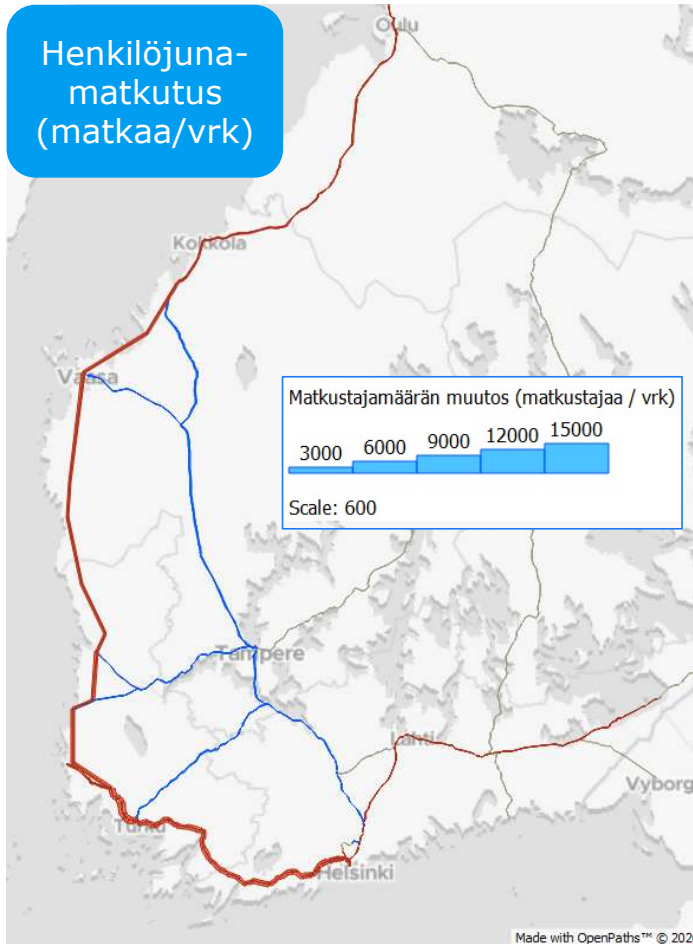 Henkilöjuna-
matkutus
(matkaa/vrk)
Oulu
Kokkola
Vaasa
Matkustajamäärän muutos (matkustajaa / vrk)
3000 6000 9000 12000 15000
Scale: 600
Tampere
Lahti
Vyborg
Turku
Helsinki
Made with OpenPaths™ © 202